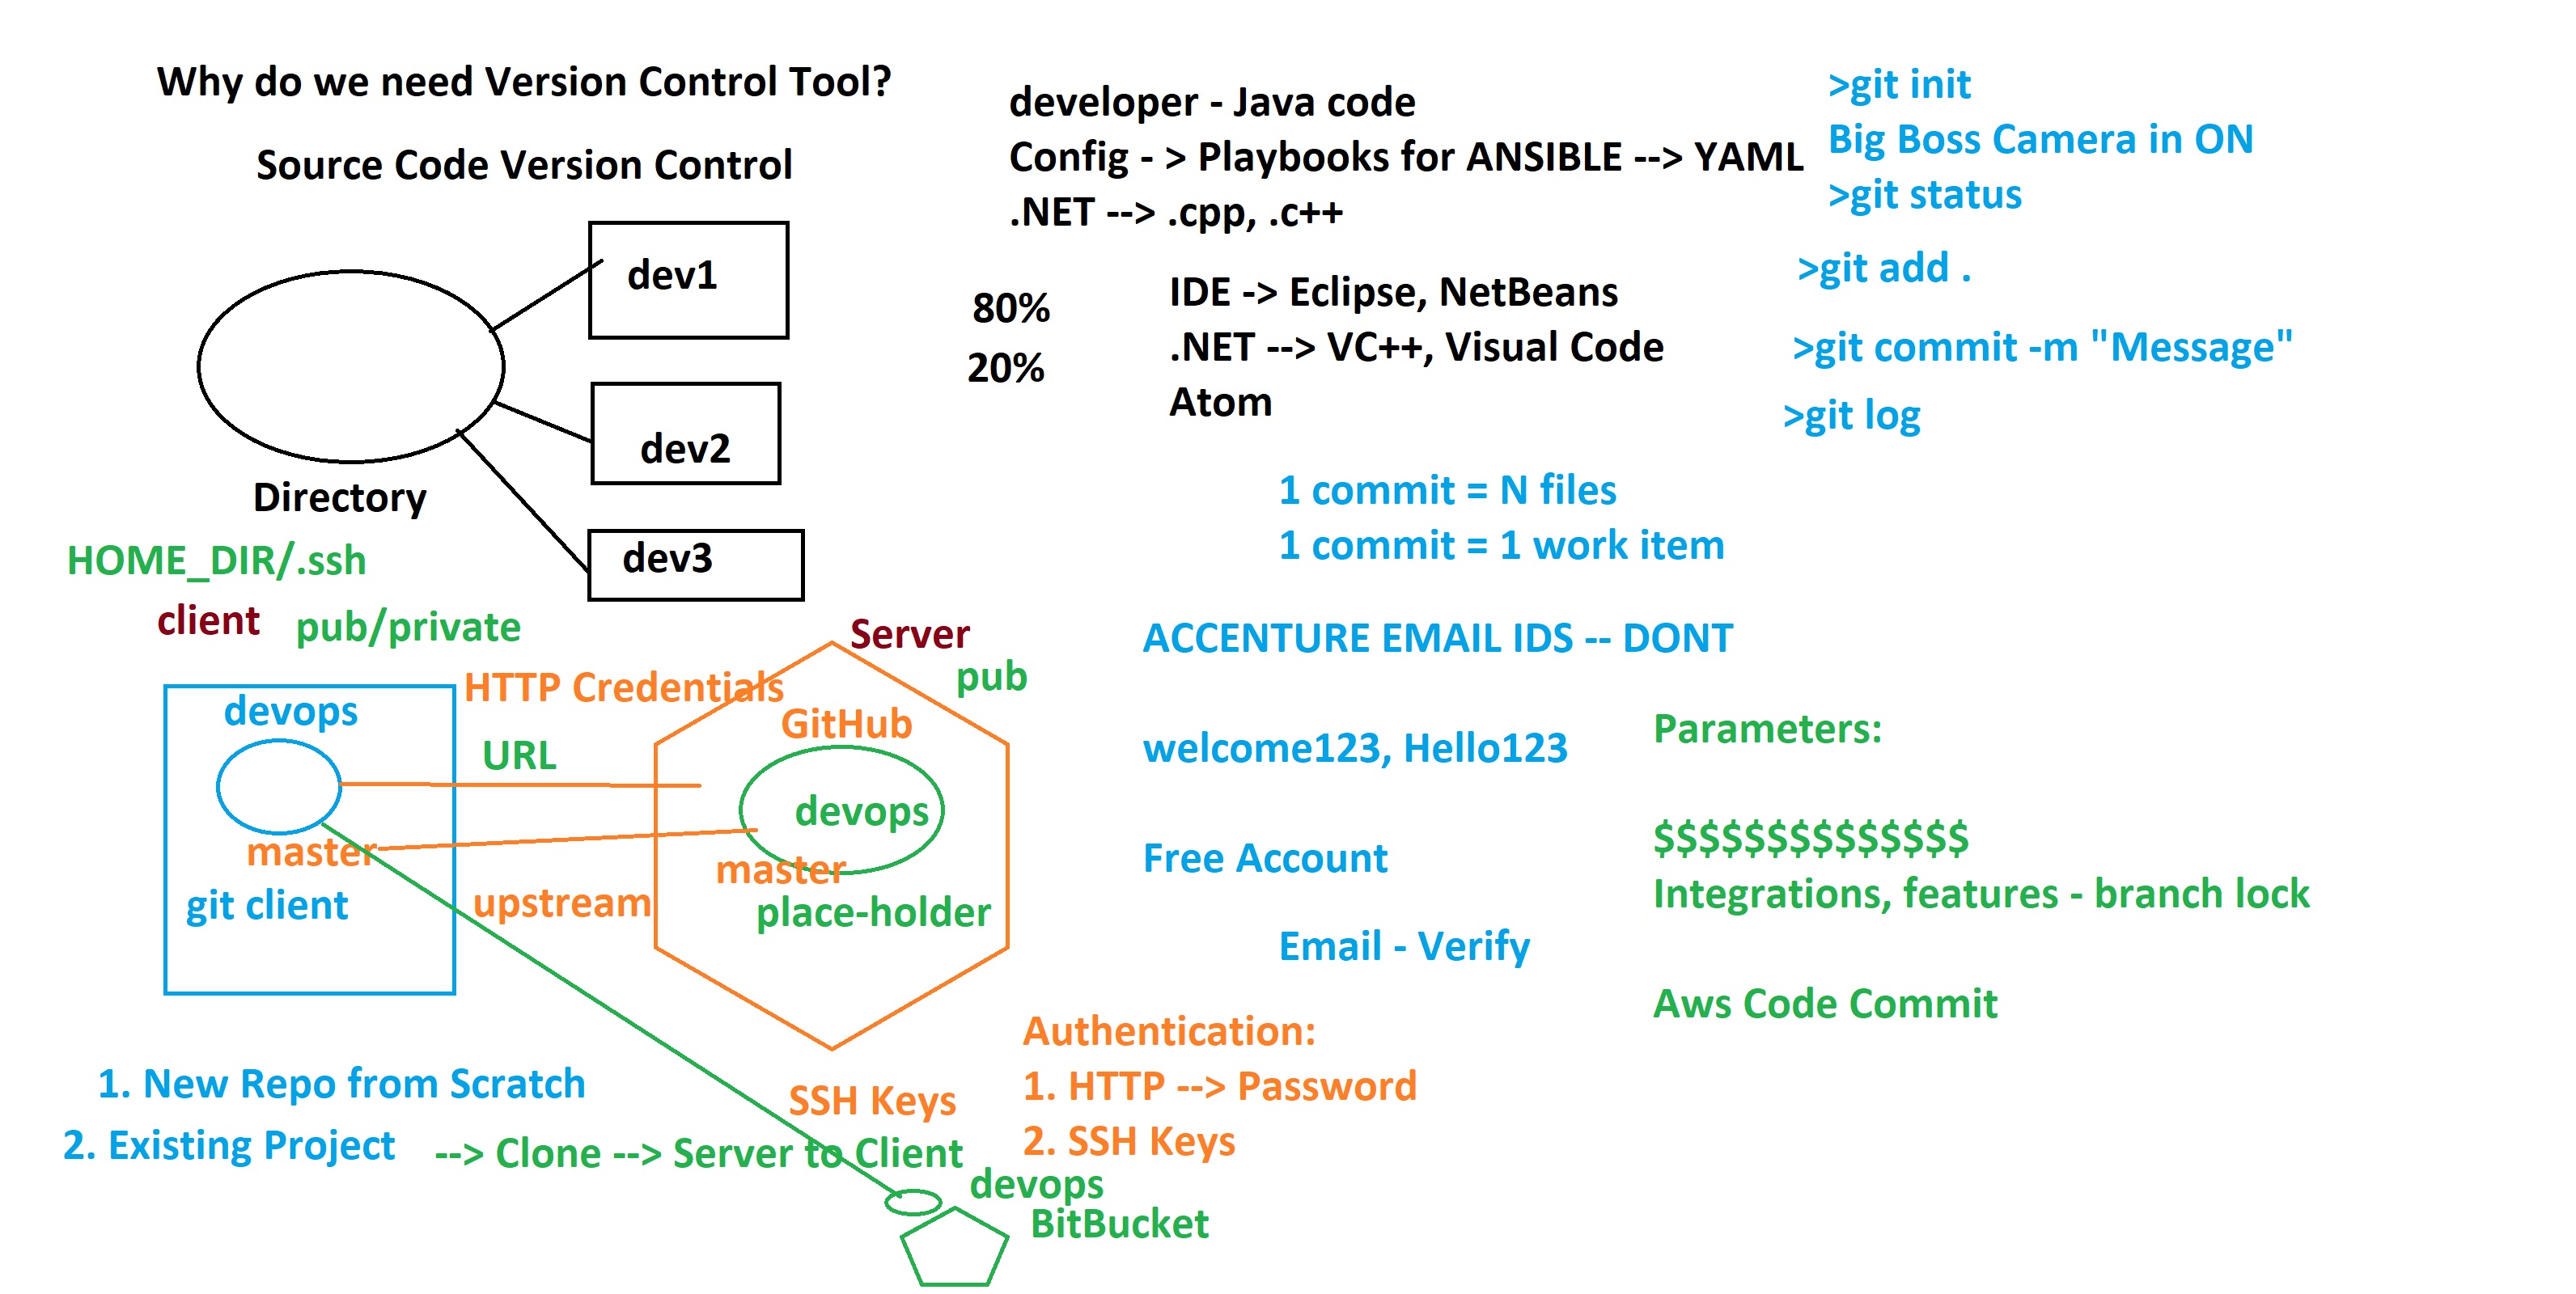 Why do we need Version Control Tool?
Source Code Version Control
dev1
dev2
dev3
Directory
developer - Java code
Config - > Playbooks for ANSIBLE --> YAML
.NET --> .cpp, .c++
80%
20%
IDE -> Eclipse, NetBeans
.NET --> VC++, Visual Code
Atom
>git init
Big Boss Camera in ON
>git status
>git add .
>git commit -m "Message"
>git log
1 commit = N files
1 commit = 1 work item
HOME_DIR/.ssh
client
pub/private
Server
pub
HTTP Credentials
devops
URL
GitHub
devops
master
git client
upstream
master
place-holder
ACCENTURE EMAIL IDS -- DONT
welcome123, Hello123
Free Account
Email - Verify
Parameters:
$$$$$$$$$$$$$$
Integrations, features - branch lock
Aws Code Commit
Authentication:
1. HTTP --> Password
2. SSH Keys
1. New Repo from Scratch
2. Existing Project
--> Clone --> Server to Client
SSH Keys
devops
BitBucket